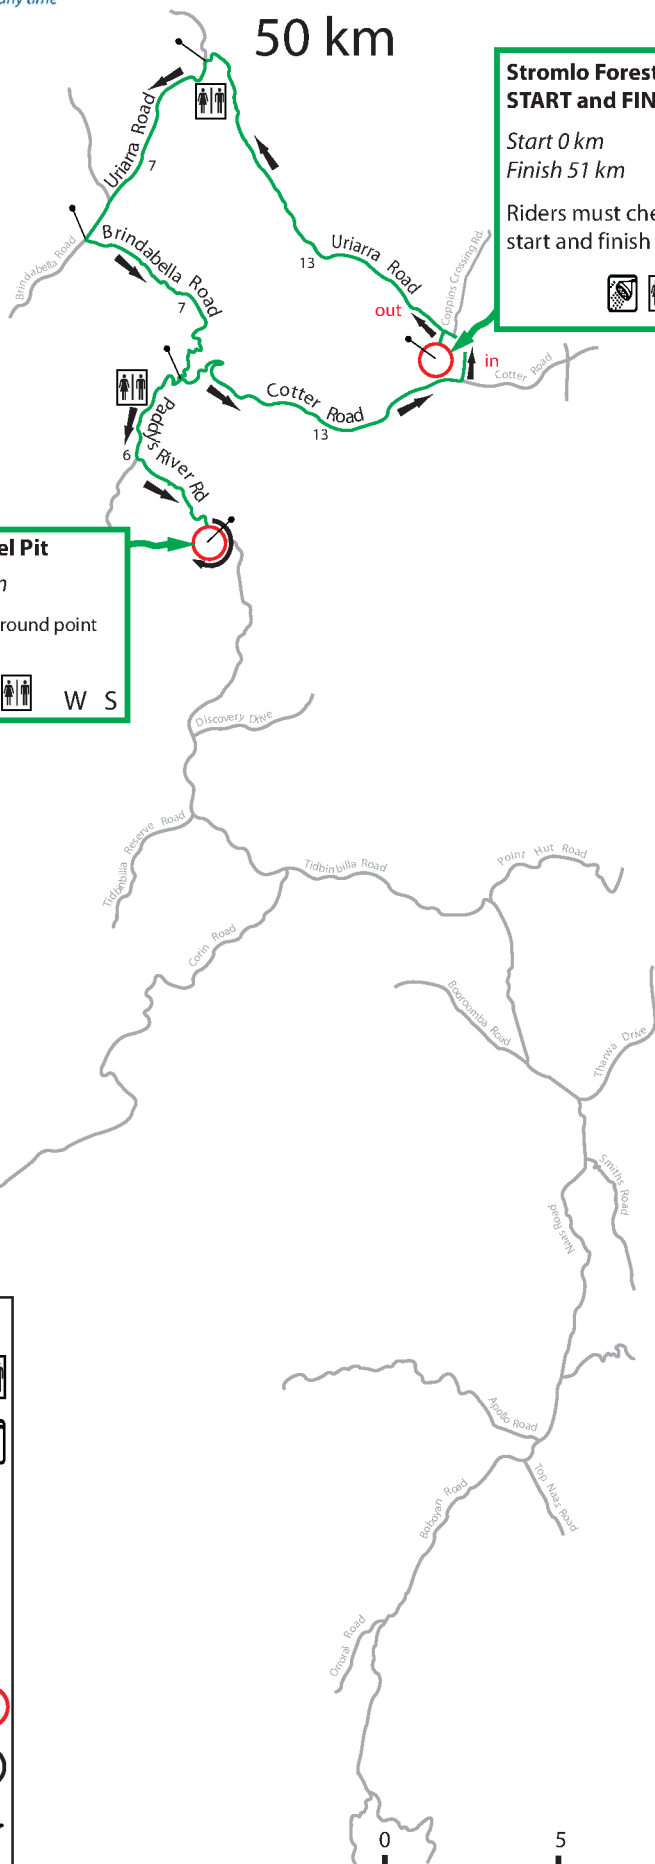 any time
50 km
Stromlo Forest
START and FIN
Start 0 km
Finish 51 km
Riders must che
start and finish
Uriarra Road
7
Brindabella Road
Brindabella Road
7
Uriarra Road
13
Coppins Crossing Rd.
out
in
Cotter Road
Cotter Road
13
Paddys River Rd
6
el Pit
n
round point
W S
Discovery Drive
Tidbinbilla Reserve Road
Tidbinbilla Road
Point Hut Road
Corin Road
Booroomba Road
Tharwa Drive
Smiths Road
Naas Road
Apollo Road
Top Naas Road
Boboyan Road
Orroral Road
0 5